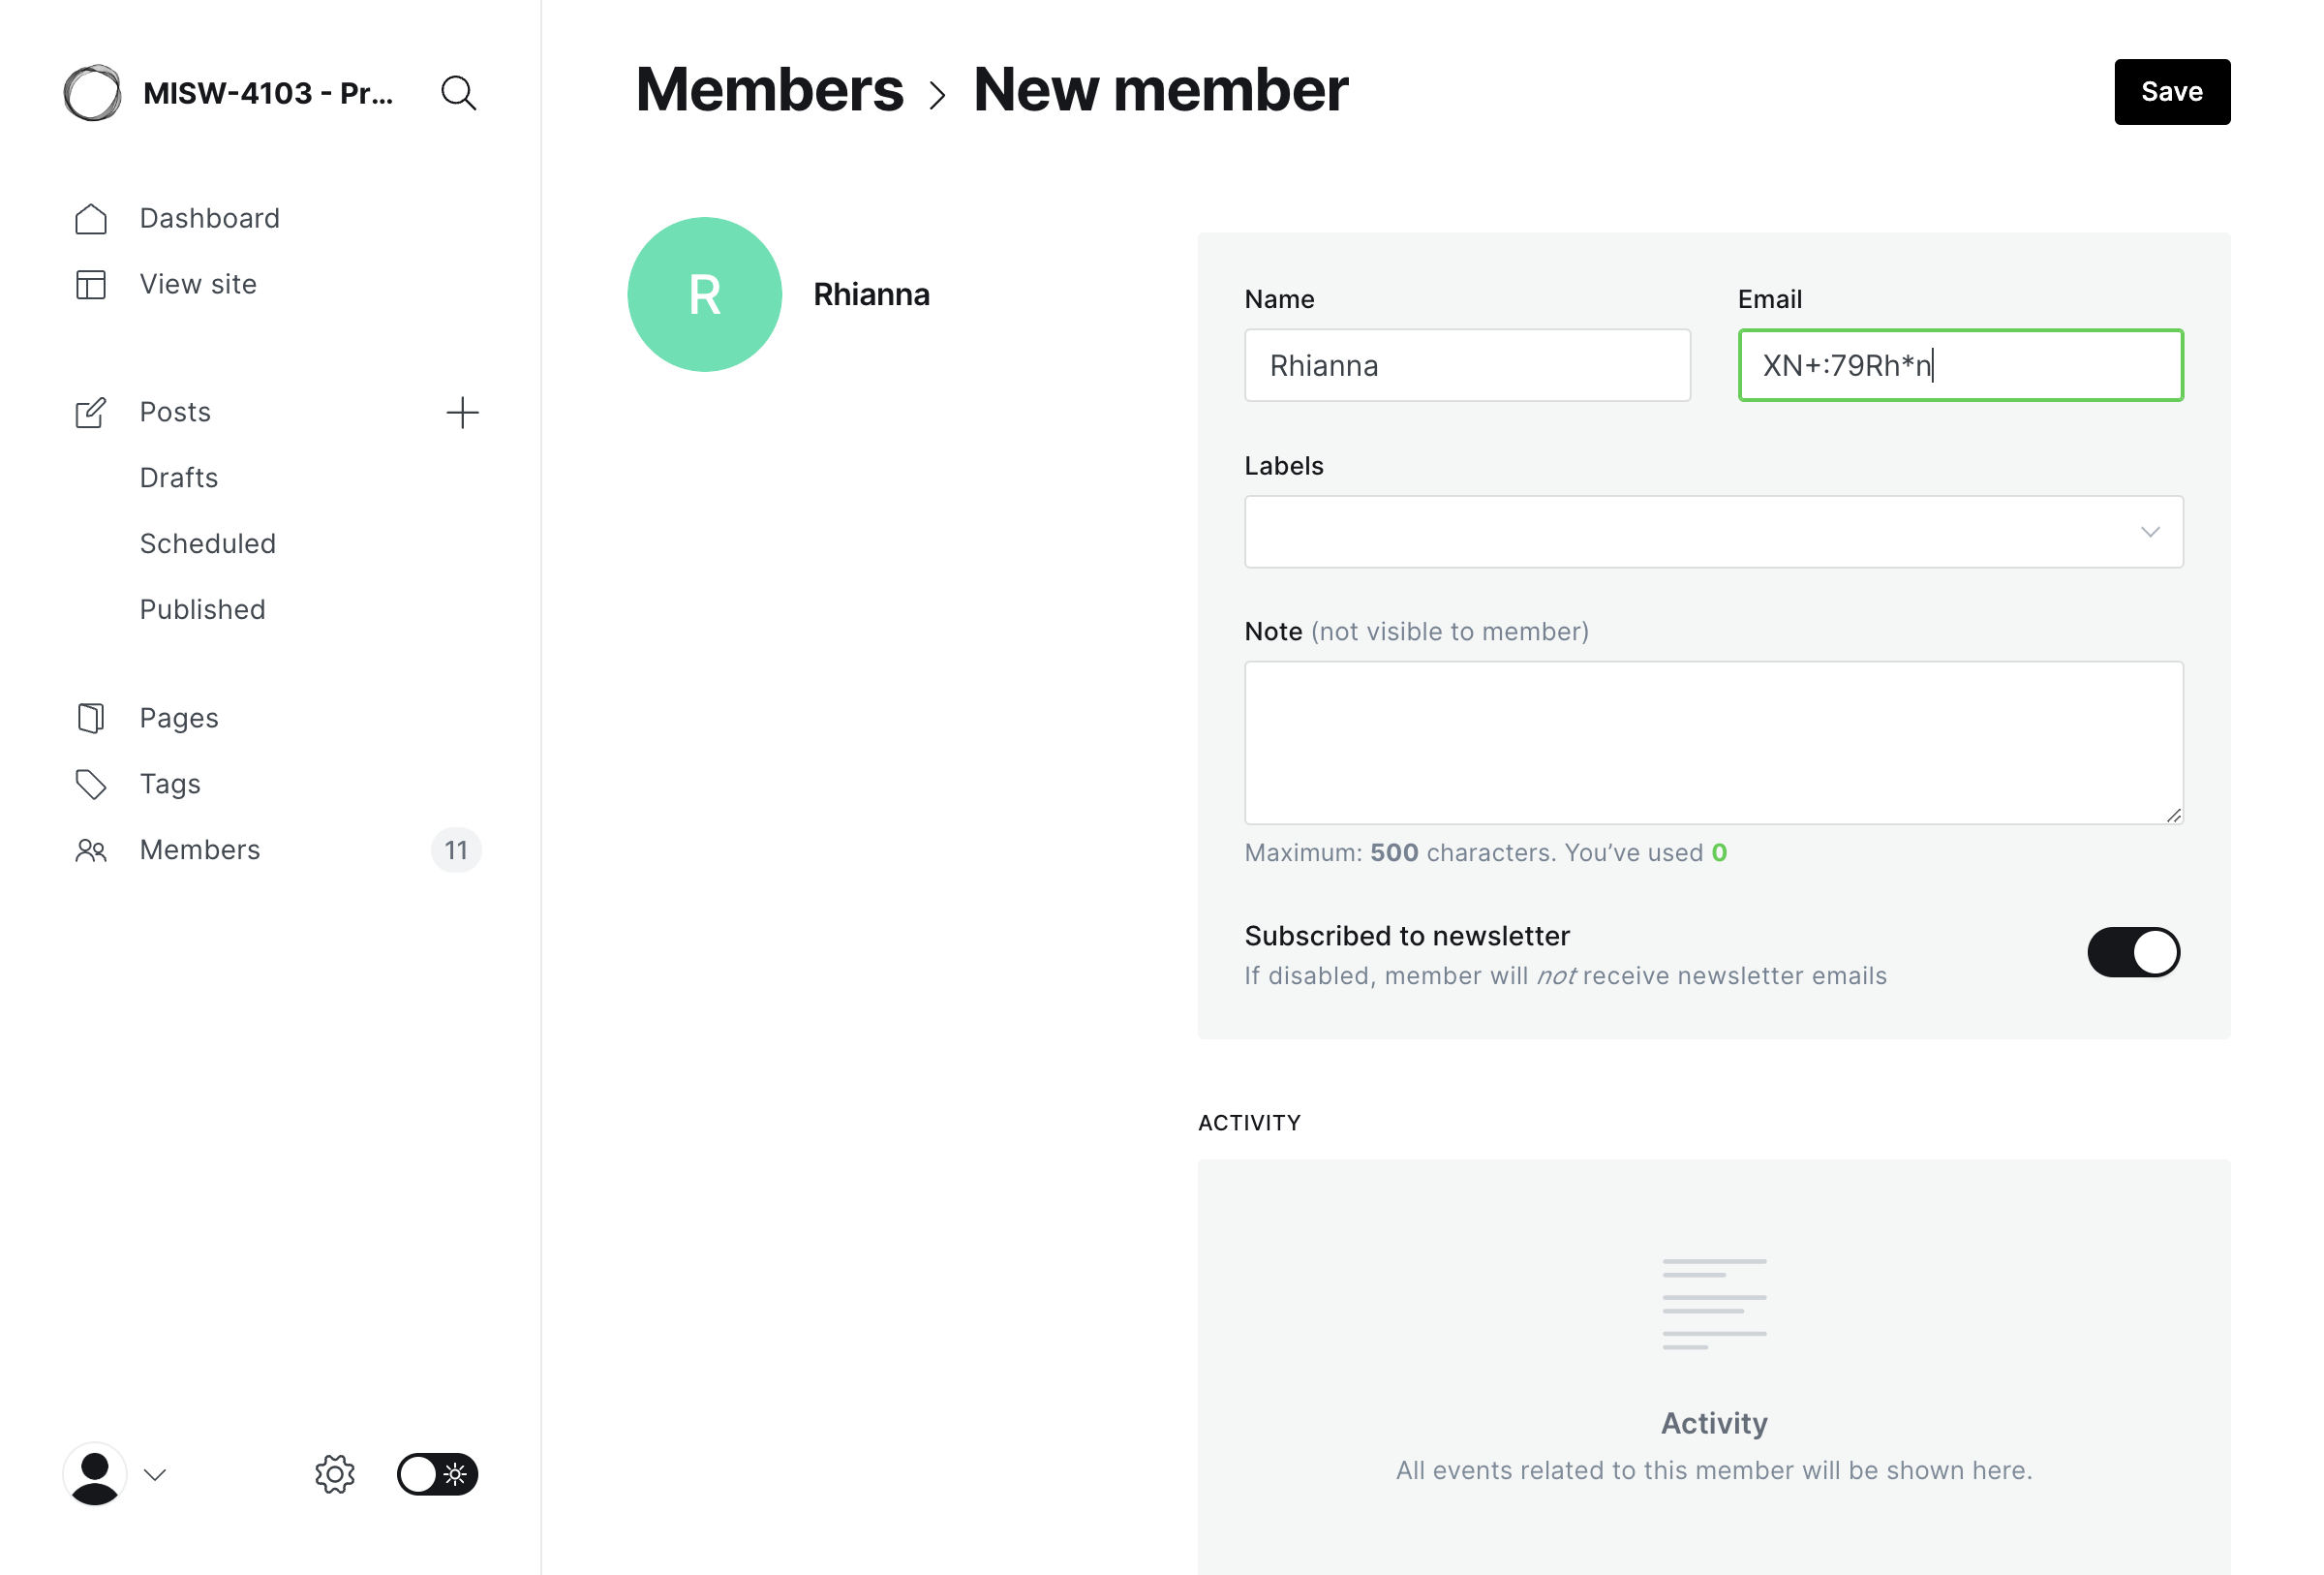 MISW-4103 - Pr...
Dashboard
View site
Posts
Drafts
Scheduled
Published
Pages
Tags
Members 11
Members > New member
Save
R
Rhianna
Name
Rhianna
Email
XN+:79Rh*n
Labels
Note (not visible to member)
Maximum: 500 characters. You’ve used 0
Subscribed to newsletter
If disabled, member will not receive newsletter emails
ACTIVITY
Activity
All events related to this member will be shown here.